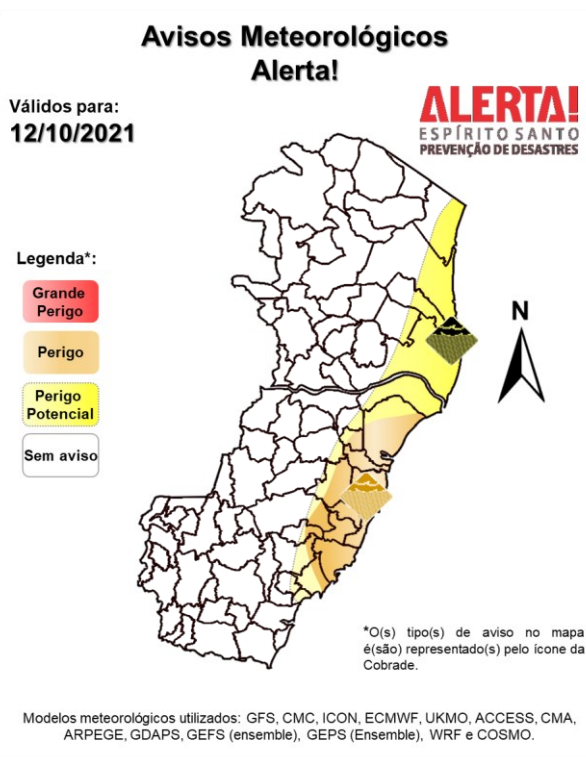 Avisos Meteorológicos
Alerta!
Válidos para:
12/10/2021
ALERTA!
ESPÍRITO SANTO
PREVENÇÃO DE DESASTRES
Legenda*:
Grande
Perigo
Perigo
Perigo
Potencial
Sem aviso
N
*O(s) tipo(s) de aviso no mapa
é(são) representado(s) pelo ícone da
Cobrade.
Modelos meteorológicos utilizados: GFS, CMC, ICON, ECMWF, UKMO, ACCESS, CMA,
ARPEGE, GDAPS, GEFS (ensemble), GEPS (Ensemble), WRF e COSMO.